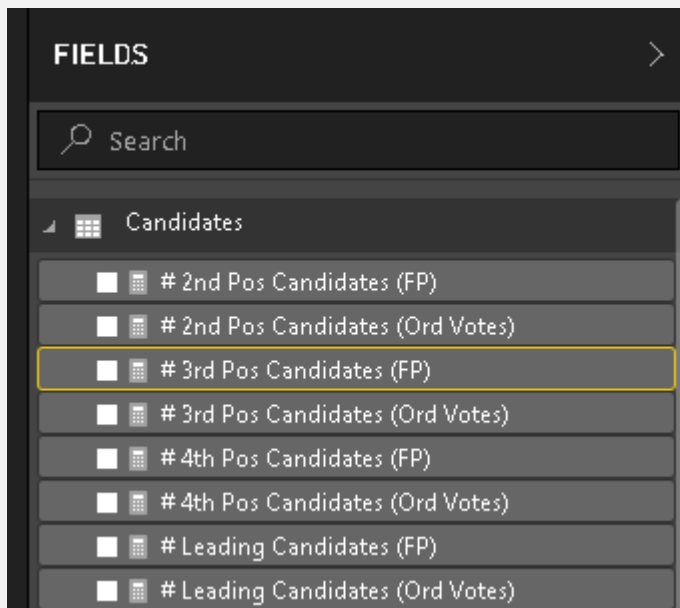 FIELDS
Search
Candidates
# 2nd Pos Candidates (FP)
# 2nd Pos Candidates (Ord Votes)
# 3rd Pos Candidates (FP)
# 3rd Pos Candidates (Ord Votes)
# 4th Pos Candidates (FP)
# 4th Pos Candidates (Ord Votes)
# Leading Candidates (FP)
# Leading Candidates (Ord Votes)